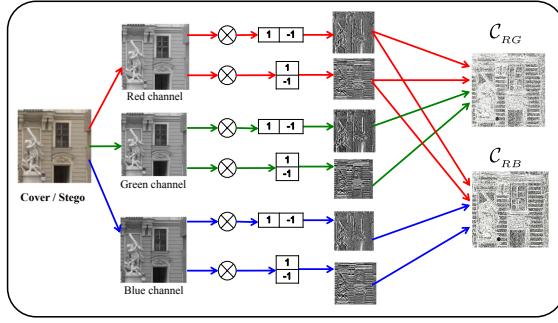 C_RG
1 -1
1
-1
Red channel
1 -1
1
-1
Cover / Stego
Green channel
C_RB
1 -1
1
-1
Blue channel